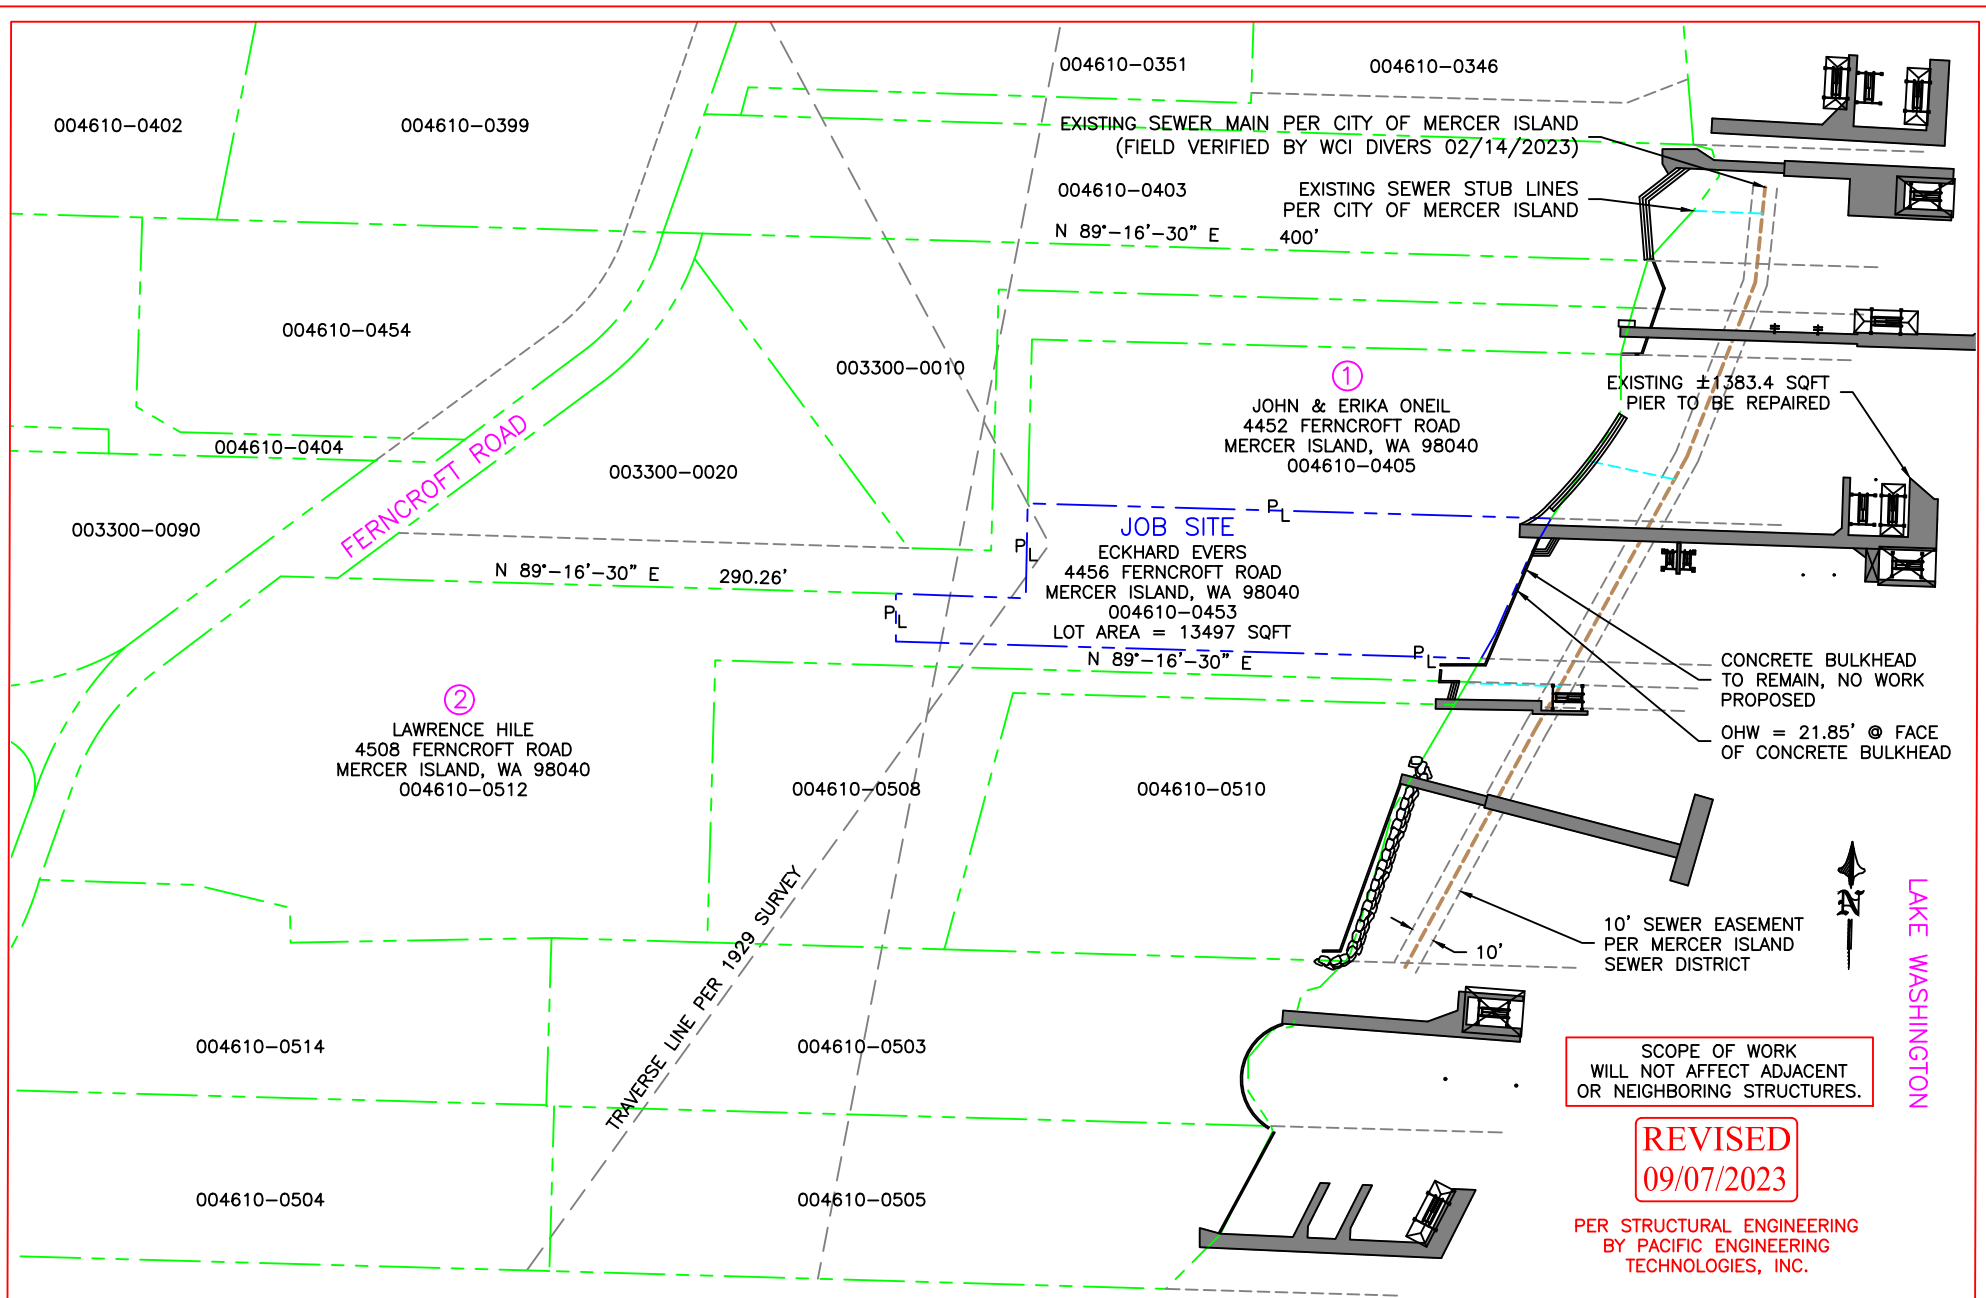 004610-0351
004610-0346
004610-0402
004610-0399
EXISTING SEWER MAIN PER CITY OF MERCER ISLAND
(FIELD VERIFIED BY WCI DIVERS 02/14/2023)
004610-0403
EXISTING SEWER STUB LINES
PER CITY OF MERCER ISLAND
N 89°-16'-30" E 400'
004610-0454
003300-0010
1
JOHN & ERIKA ONEIL
4452 FERNCROFT ROAD
MERCER ISLAND, WA 98040
004610-0405
EXISTING ±1383.4 SQFT
PIER TO BE REPAIRED
004610-0404
FERNCROFT ROAD
003300-0020
003300-0090
PL
JOB SITE
ECKHARD EVERS
4456 FERNCROFT ROAD
MERCER ISLAND, WA 98040
004610-0453
LOT AREA = 13497 SQFT
PL
N 89°-16'-30" E 290.26'
PL
N 89°-16'-30" E
PL
CONCRETE BULKHEAD
TO REMAIN, NO WORK
PROPOSED
OHW = 21.85' @ FACE
OF CONCRETE BULKHEAD
2
LAWRENCE HILE
4508 FERNCROFT ROAD
MERCER ISLAND, WA 98040
004610-0512
004610-0508
004610-0510
TRAVERSE LINE PER 1929 SURVEY
N
LAKE WASHINGTON
10' SEWER EASEMENT
PER MERCER ISLAND
SEWER DISTRICT
10'
004610-0514
004610-0503
SCOPE OF WORK
WILL NOT AFFECT ADJACENT
OR NEIGHBORING STRUCTURES.
REVISED
09/07/2023
004610-0504
004610-0505
PER STRUCTURAL ENGINEERING
BY PACIFIC ENGINEERING
TECHNOLOGIES, INC.